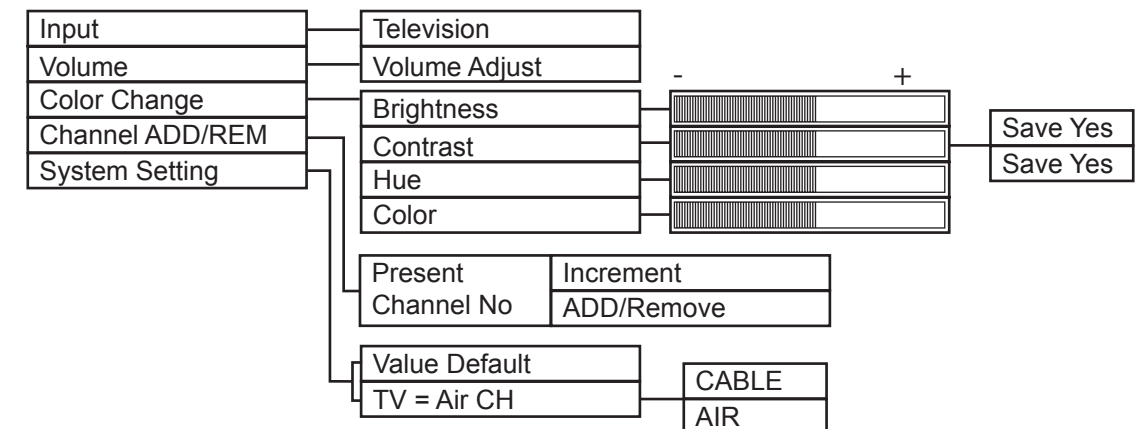 Input
Volume
Color Change
Channel ADD/REM
System Setting
Television
Volume Adjust
Brightness
Contrast
Hue
Color
- +
Save Yes
Save Yes
Present
Channel No
Increment
ADD/Remove
Value Default
TV = Air CH
CABLE
AIR